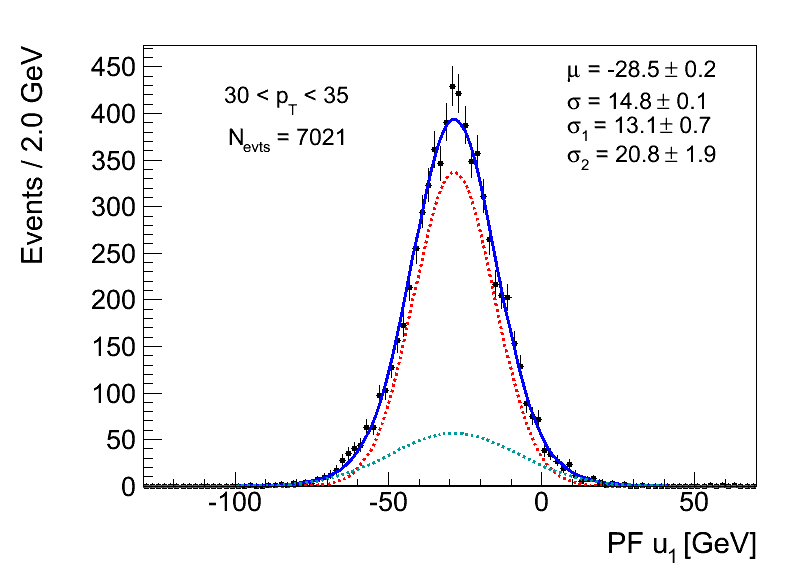 Events / 2.0 GeV
450
400
350
300
250
200
150
100
50
0
30 < p_T < 35
N_evts = 7021
μ = -28.5 ± 0.2
σ = 14.8 ± 0.1
σ_1 = 13.1 ± 0.7
σ_2 = 20.8 ± 1.9
-100 -50 0 50
PF u_1 [GeV]